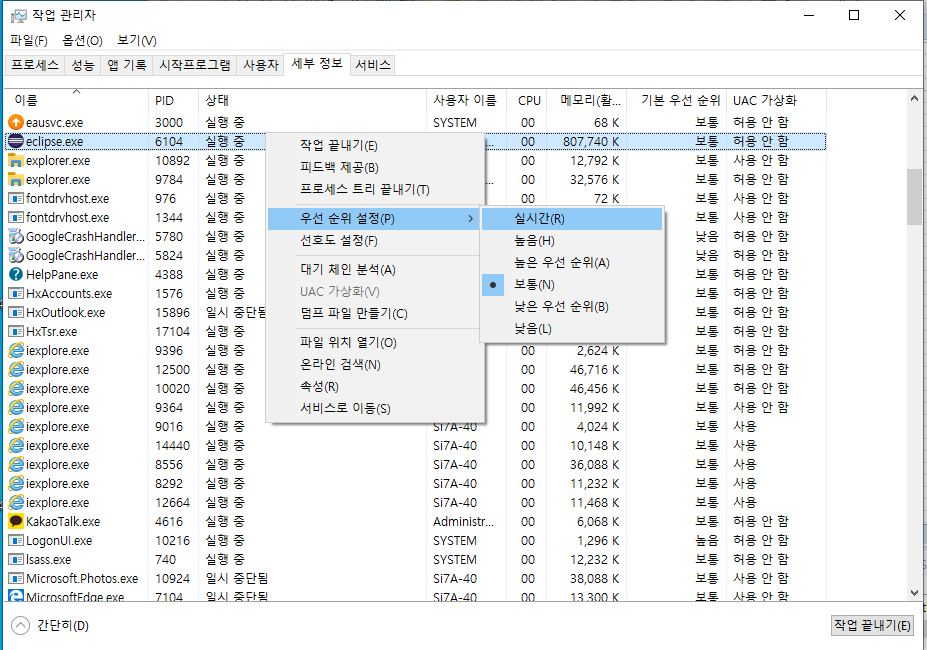 작업 관리자
파일(F) 옵션(O) 보기(V)
프로세스 성능 앱 기록 시작프로그램 사용자 세부 정보 서비스
이름 PID 상태 사용자 이름 CPU 메모리(활... 기본 우선 순위 UAC 가상화
eausvc.exe 3000 실행 중 SYSTEM 00 68 K 보통 허용 안 함
eclipse.exe 6104 실행 중 ... 00 807,740 K 보통 허용 안 함
explorer.exe 10892 실행 중 00 12,792 K 보통 사용 안 함
explorer.exe 9784 실행 중 ... 00 32,576 K 보통 허용 안 함
fontdrvhost.exe 976 실행 중 00 72 K 보통 허용 안 함
fontdrvhost.exe 1344 실행 중 보통 허용 안 함
GoogleCrashHandler... 5780 실행 중 낮음 허용 안 함
GoogleCrashHandler... 5824 실행 중 낮음 허용 안 함
HelpPane.exe 4388 실행 중 보통 허용 안 함
HxAccounts.exe 1576 실행 중 보통 사용 안 함
HxOutlook.exe 15896 일시 중단됨 보통 사용 안 함
HxTsr.exe 17104 실행 중 보통 사용 안 함
iexplore.exe 9396 실행 중 00 2,624 K 보통 허용 안 함
iexplore.exe 12500 실행 중 00 46,716 K 보통 사용 안 함
iexplore.exe 10020 실행 중 00 46,456 K 보통 허용 안 함
iexplore.exe 9364 실행 중 00 11,992 K 보통 사용 안 함
iexplore.exe 9016 실행 중 Si7A-40 00 4,024 K 보통 사용
iexplore.exe 14440 실행 중 Si7A-40 00 10,148 K 보통 사용
iexplore.exe 8556 실행 중 Si7A-40 00 36,088 K 보통 사용
iexplore.exe 8292 실행 중 Si7A-40 00 11,232 K 보통 사용
iexplore.exe 12664 실행 중 Si7A-40 00 11,468 K 보통 사용
KakaoTalk.exe 4616 실행 중 Administr... 00 6,068 K 보통 허용 안 함
LogonUI.exe 10216 실행 중 SYSTEM 00 1,296 K 높음 허용 안 함
lsass.exe 740 실행 중 SYSTEM 00 12,232 K 보통 허용 안 함
Microsoft.Photos.exe 10924 일시 중단됨 Si7A-40 00 38,088 K 보통 사용 안 함
MicrosoftEdge.exe 7104 일시 중단됨 Si7A-40 00 13,300 K 보통 사용 안 함
작업 끝내기(E)
피드백 제공(B)
프로세스 트리 끝내기(T)
우선 순위 설정(P)
선호도 설정(F)
대기 체인 분석(A)
UAC 가상화(V)
덤프 파일 만들기(C)
파일 위치 열기(O)
온라인 검색(N)
속성(R)
서비스로 이동(S)
실시간(R)
높음(H)
높은 우선 순위(A)
보통(N)
낮은 우선 순위(B)
낮음(L)
간단히(D) 작업 끝내기(E)